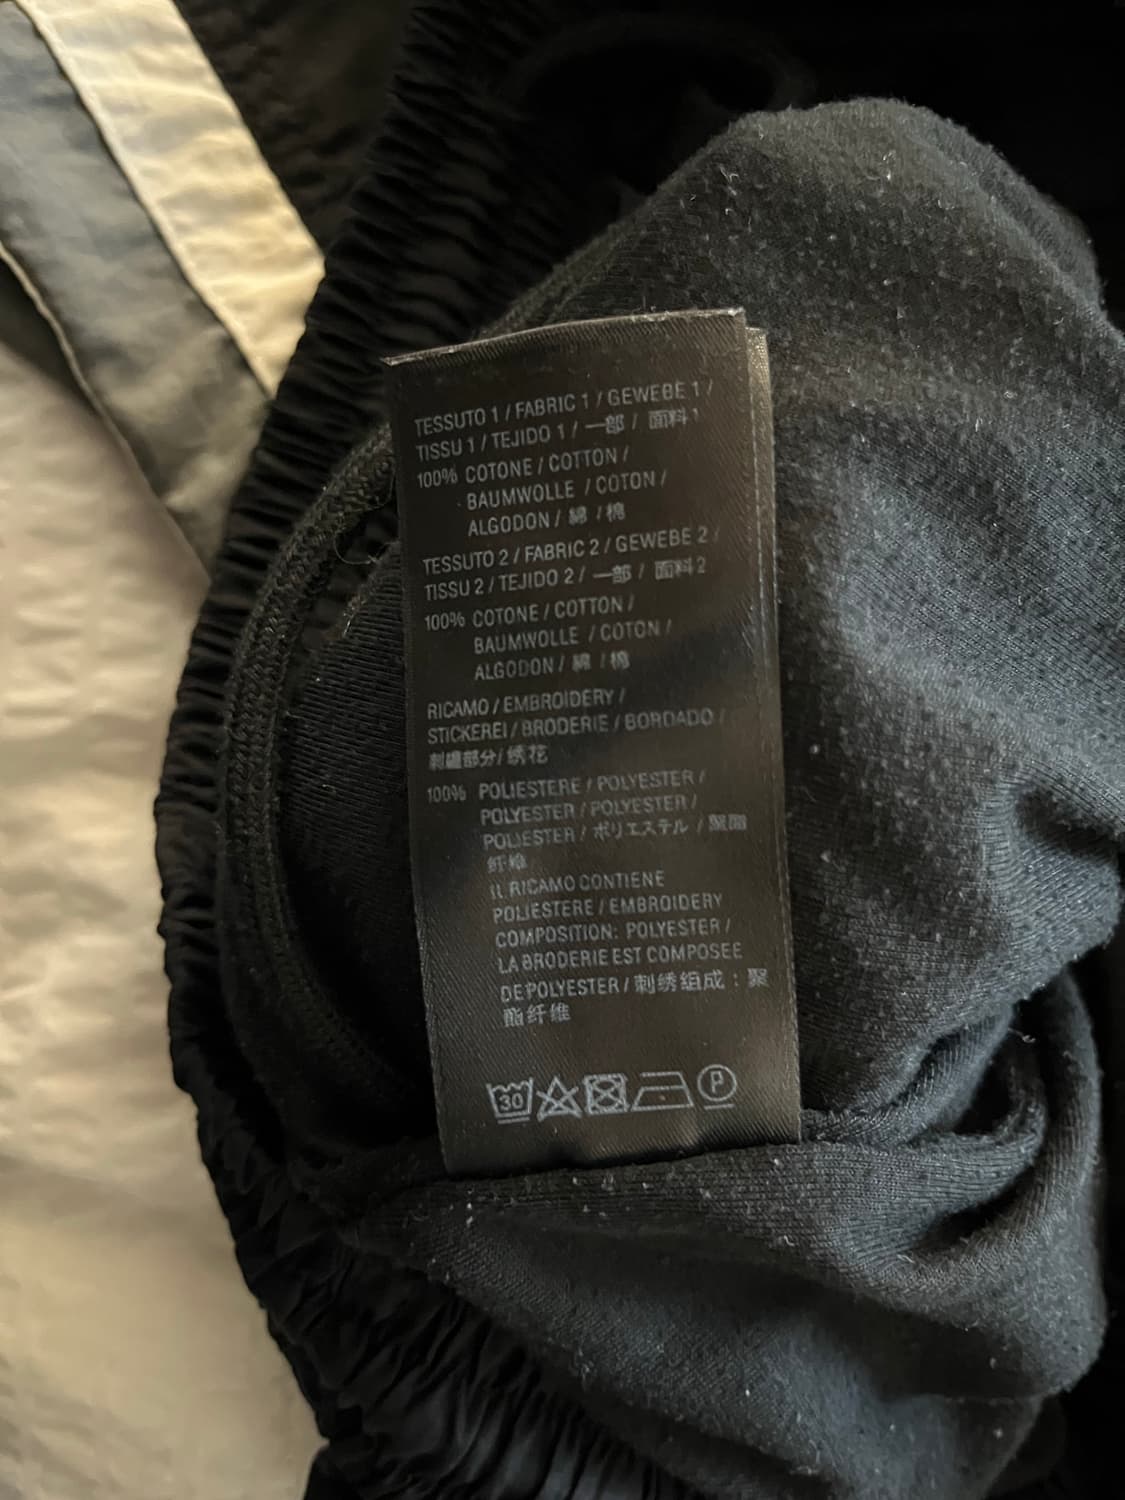 TESSUTO 1 / FABRIC 1 / GEWEBE 1 /
TISSU 1 / TEJIDO 1 / 一部 / 面料1
100% COTONE / COTTON /
BAUMWOLLE / COTON /
ALGODON / 綿 / 棉
TESSUTO 2 / FABRIC 2 / GEWEBE 2 /
TISSU 2 / TEJIDO 2 / 一部 / 面料2
100% COTONE / COTTON /
BAUMWOLLE / COTON /
ALGODON / 綿 / 棉
RICAMO / EMBROIDERY /
STICKEREI / BRODERIE / BORDADO /
刺繍部分/ 绣花
100% POLIESTERE / POLYESTER /
POLYESTER / POLYESTER /
POLIESTER / ポリエステル / 聚酯
纤维
IL RICAMO CONTIENE
POLIESTERE / EMBROIDERY
COMPOSITION: POLYESTER /
LA BRODERIE EST COMPOSEE
DE POLYESTER / 刺绣组成：聚
酯纤维
30 P